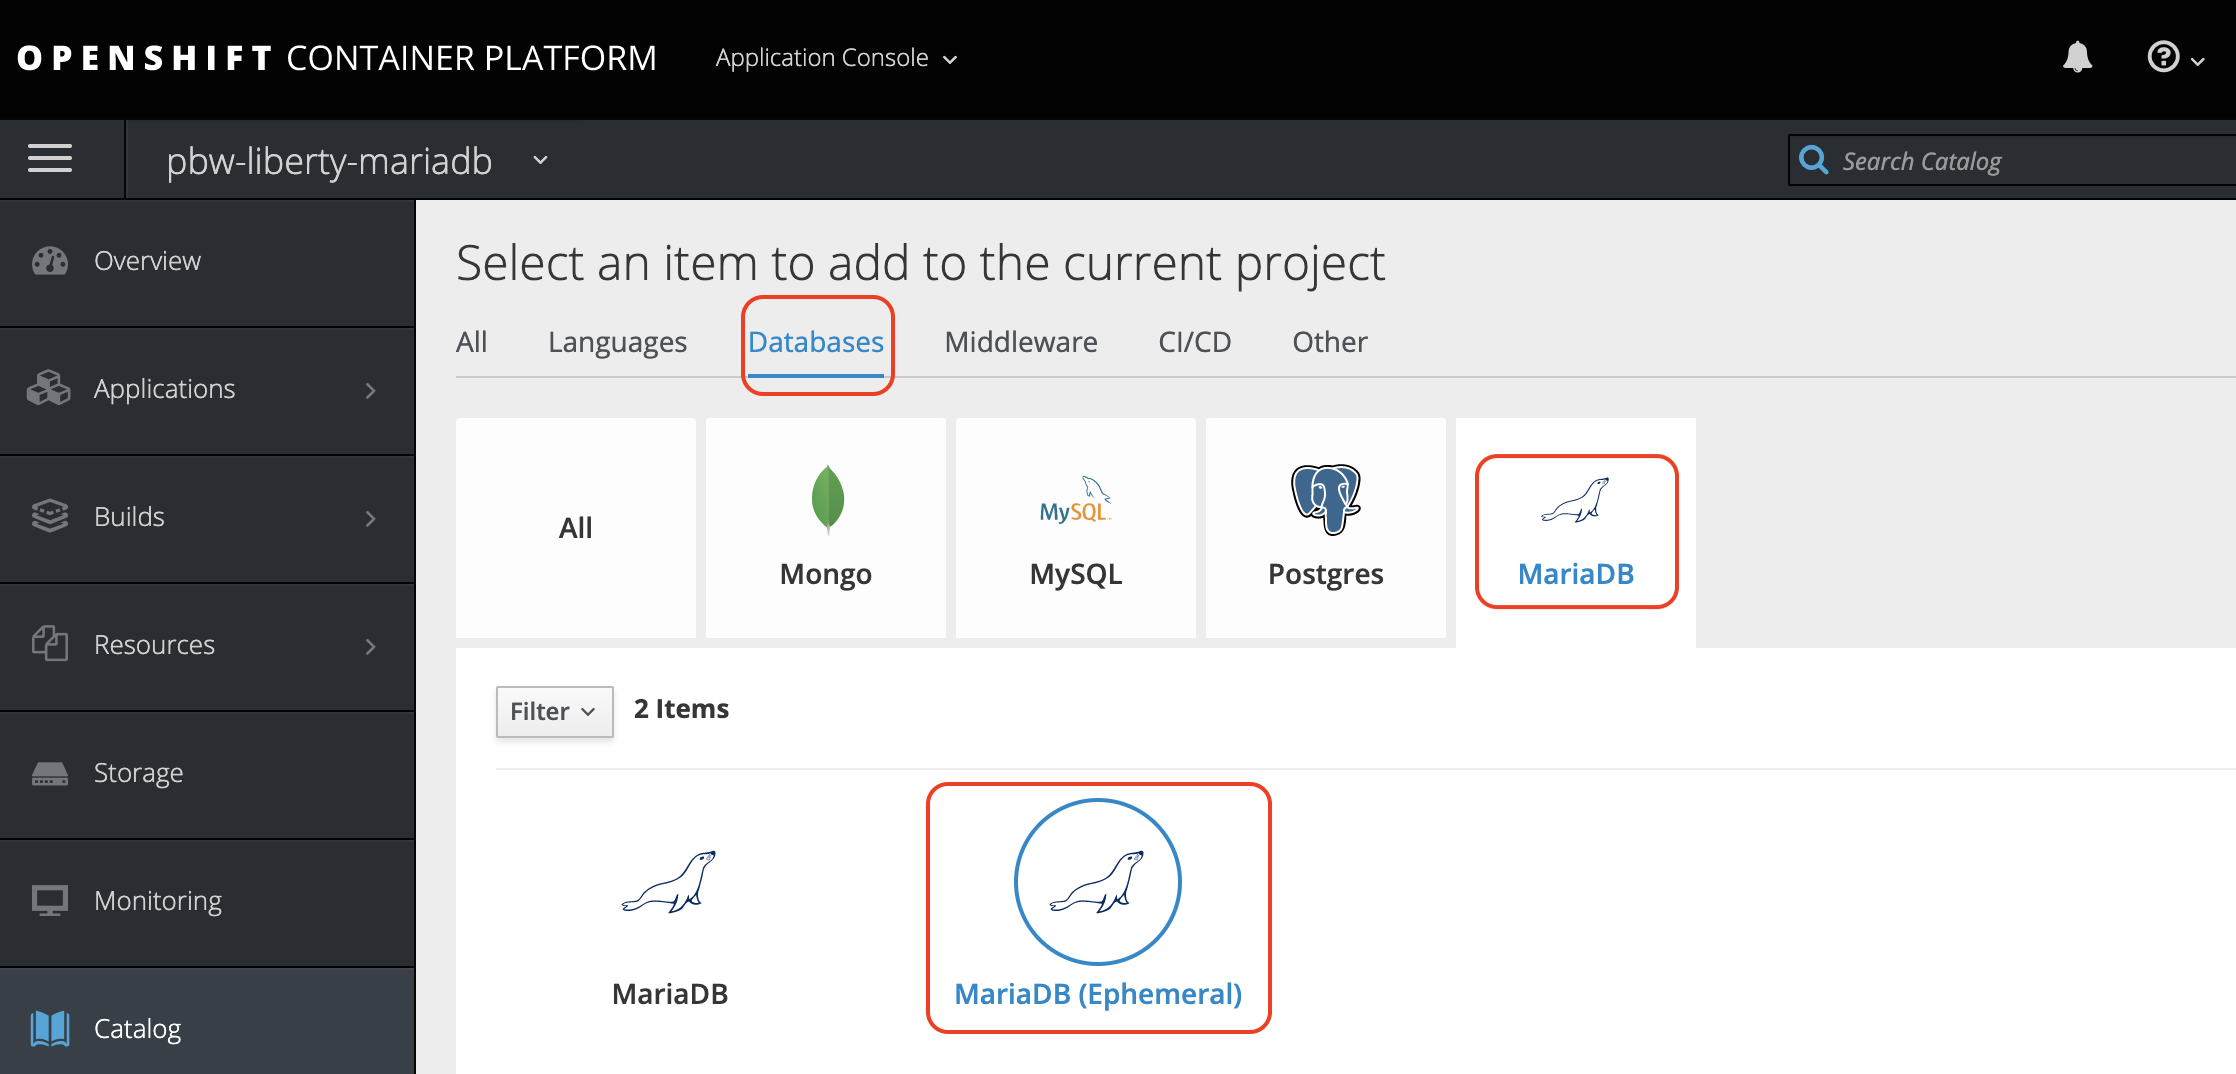 OPENSHIFT CONTAINER PLATFORM
Application Console
pbw-liberty-mariadb
Search Catalog
Overview
Applications
Builds
Resources
Storage
Monitoring
Catalog
Select an item to add to the current project
All Languages Databases Middleware CI/CD Other
All
Mongo
MySQL
MySQL
Postgres
MariaDB
Filter
2 Items
MariaDB
MariaDB (Ephemeral)